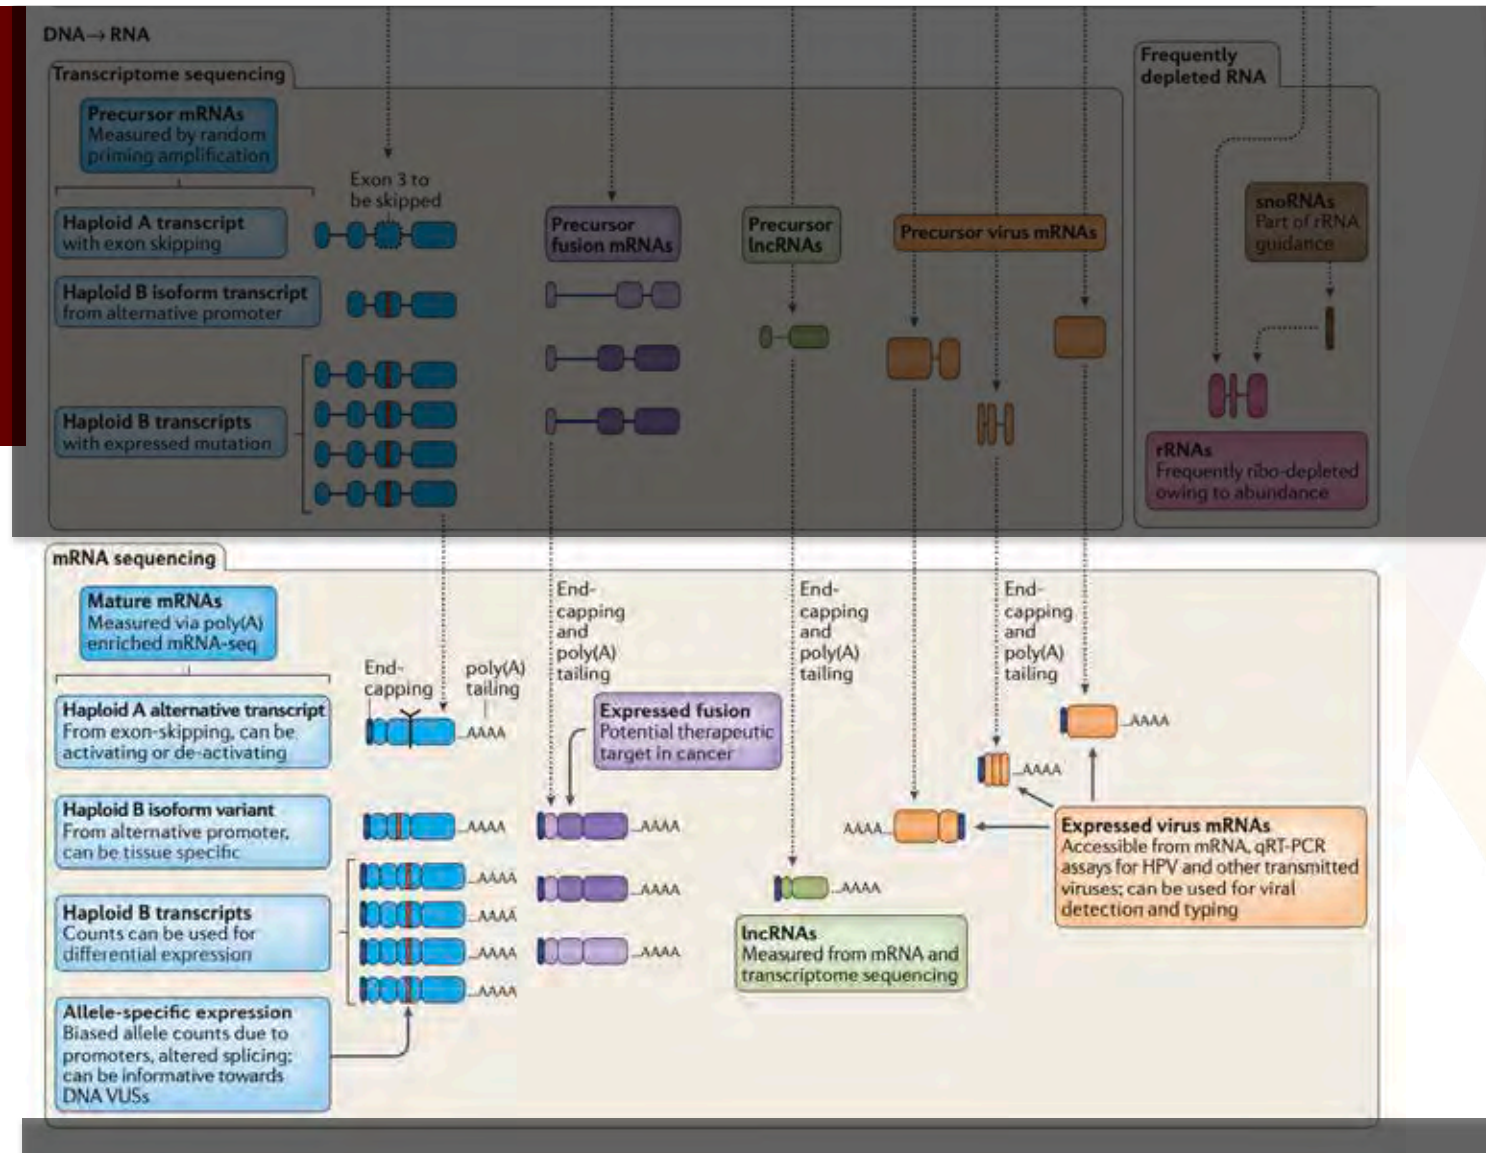 DNA→RNA
Transcriptome sequencing
Precursor mRNAs
Measured by random
priming amplification
Exon 3 to
be skipped
Haploid A transcript
with exon skipping
Haploid B isoform transcript
from alternative promoter
Haploid B transcripts
with expressed mutation
Precursor
fusion mRNAs
Precursor
lncRNAs
Precursor virus mRNAs
Frequently
depleted RNA
snoRNAs
Part of rRNA
guidance
rRNAs
Frequently ribo-depleted
owing to abundance
mRNA sequencing
Mature mRNAs
Measured via poly(A)
enriched mRNA-seq
End-
capping
poly(A)
tailing
End-
capping
and
poly(A)
tailing
End-
capping
and
poly(A)
tailing
End-
capping
and
poly(A)
tailing
Haploid A alternative transcript
From exon-skipping, can be
activating or de-activating
...AAAA
Expressed fusion
Potential therapeutic
target in cancer
...AAAA
...AAAA
Haploid B isoform variant
From alternative promoter,
can be tissue specific
...AAAA
...AAAA
AAAA...
Expressed virus mRNAs
Accessible from mRNA, qRT-PCR
assays for HPV and other transmitted
viruses; can be used for viral
detection and typing
Haploid B transcripts
Counts can be used for
differential expression
...AAAA
...AAAA
...AAAA
...AAAA
...AAAA
...AAAA
...AAAA
lncRNAs
Measured from mRNA and
transcriptome sequencing
Allele-specific expression
Biased allele counts due to
promoters, altered splicing;
can be informative towards
DNA VUSs